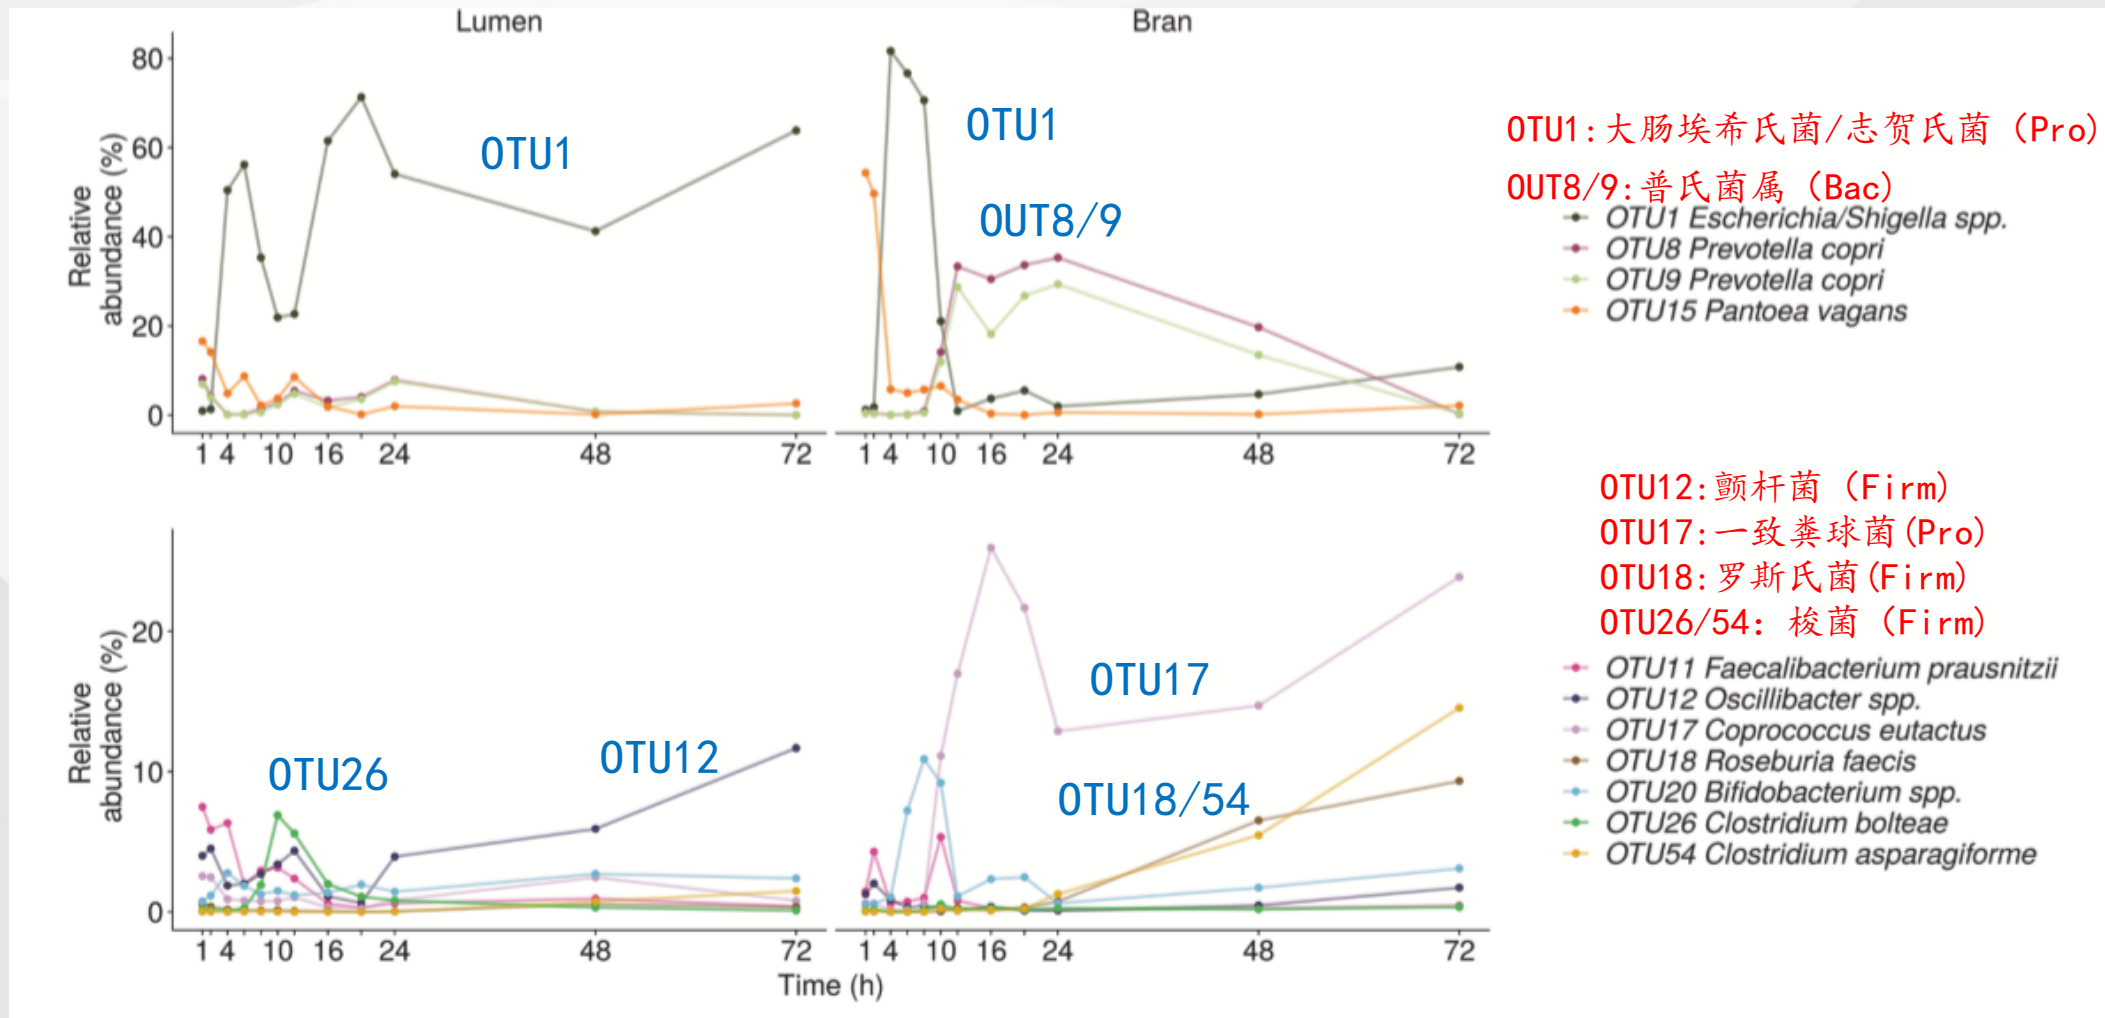 Lumen
Bran
Relative
abundance (%)
80
60
40
20
0
OTU1
OTU1
OUT8/9
1 4 10 16 24 48 72
1 4 10 16 24 48 72
OTU1:大肠埃希氏菌/志贺氏菌 (Pro)
OUT8/9:普氏菌属 (Bac)
OTU1 Escherichia/Shigella spp.
OTU8 Prevotella copri
OTU9 Prevotella copri
OTU15 Pantoea vagans
Relative
abundance (%)
20
10
0
OTU26
OTU12
OTU17
OTU18/54
1 4 10 16 24 48 72
1 4 10 16 24 48 72
Time (h)
OTU12:颤杆菌 (Firm)
OTU17:一致粪球菌(Pro)
OTU18:罗斯氏菌(Firm)
OTU26/54: 梭菌 (Firm)
OTU11 Faecalibacterium prausnitzii
OTU12 Oscillibacter spp.
OTU17 Coprococcus eutactus
OTU18 Roseburia faecis
OTU20 Bifidobacterium spp.
OTU26 Clostridium bolteae
OTU54 Clostridium asparagiforme